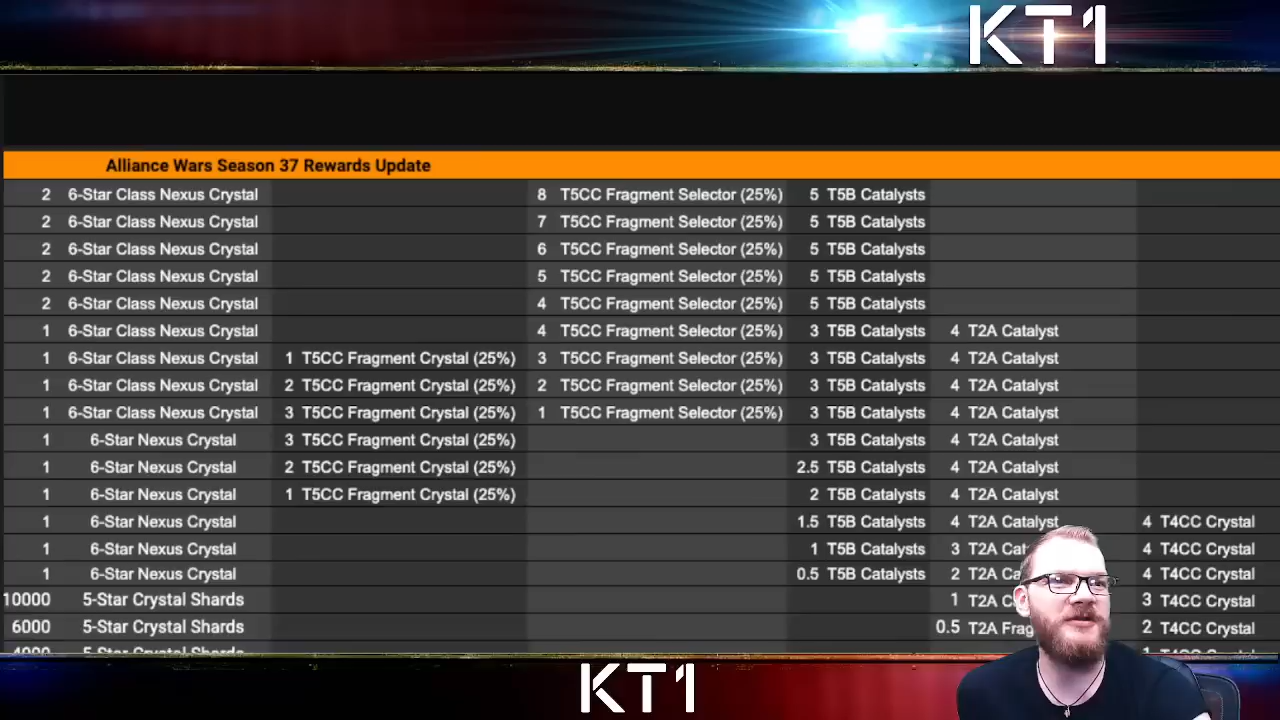 KT1
Alliance Wars Season 37 Rewards Update
2 6-Star Class Nexus Crystal 8 T5CC Fragment Selector (25%) 5 T5B Catalysts
2 6-Star Class Nexus Crystal 7 T5CC Fragment Selector (25%) 5 T5B Catalysts
2 6-Star Class Nexus Crystal 6 T5CC Fragment Selector (25%) 5 T5B Catalysts
2 6-Star Class Nexus Crystal 5 T5CC Fragment Selector (25%) 5 T5B Catalysts
2 6-Star Class Nexus Crystal 4 T5CC Fragment Selector (25%) 5 T5B Catalysts
1 6-Star Class Nexus Crystal 4 T5CC Fragment Selector (25%) 3 T5B Catalysts 4 T2A Catalyst
1 6-Star Class Nexus Crystal 1 T5CC Fragment Crystal (25%) 3 T5CC Fragment Selector (25%) 3 T5B Catalysts 4 T2A Catalyst
1 6-Star Class Nexus Crystal 2 T5CC Fragment Crystal (25%) 2 T5CC Fragment Selector (25%) 3 T5B Catalysts 4 T2A Catalyst
1 6-Star Class Nexus Crystal 3 T5CC Fragment Crystal (25%) 1 T5CC Fragment Selector (25%) 3 T5B Catalysts 4 T2A Catalyst
1 6-Star Nexus Crystal 3 T5CC Fragment Crystal (25%) 3 T5B Catalysts 4 T2A Catalyst
1 6-Star Nexus Crystal 2 T5CC Fragment Crystal (25%) 2.5 T5B Catalysts 4 T2A Catalyst
1 6-Star Nexus Crystal 1 T5CC Fragment Crystal (25%) 2 T5B Catalysts 4 T2A Catalyst
1 6-Star Nexus Crystal 1.5 T5B Catalysts 4 T2A Catalyst 4 T4CC Crystal
1 6-Star Nexus Crystal 1 T5B Catalysts 3 T2A Cat 4 T4CC Crystal
1 6-Star Nexus Crystal 0.5 T5B Catalysts 2 T2A Ca 4 T4CC Crystal
10000 5-Star Crystal Shards 1 T2A C 3 T4CC Crystal
6000 5-Star Crystal Shards 0.5 T2A Frag 2 T4CC Crystal
4000 5-Star Crystal Shards 1 T4CC Crystal
KT1